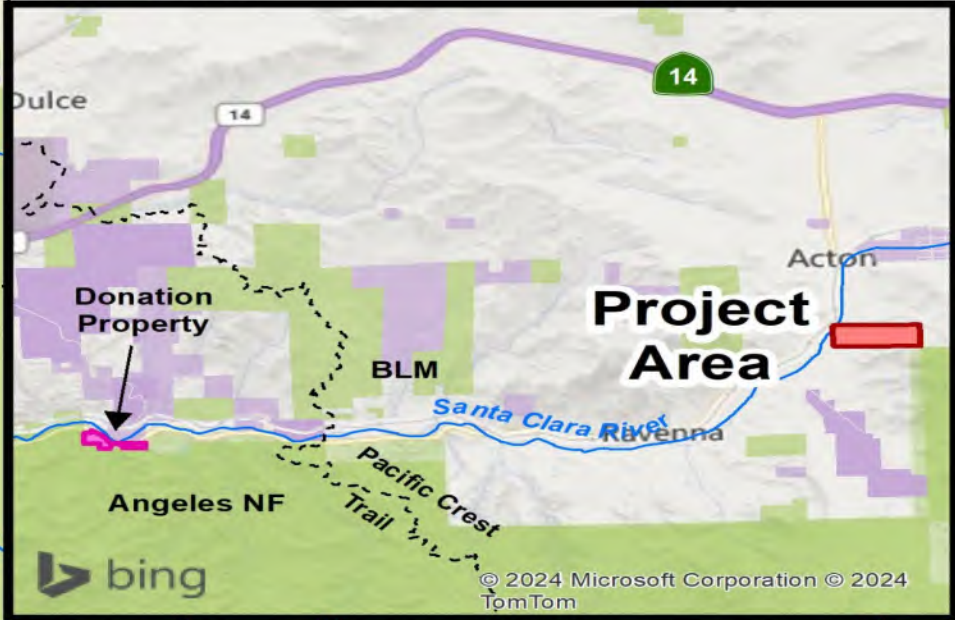 14
Dulce
14
Acton
Donation
Property
Project
Area
BLM
Santa Clara River
Ravenna
Pacific Crest
Trail
Angeles NF
bing
© 2024 Microsoft Corporation © 2024
TomTom